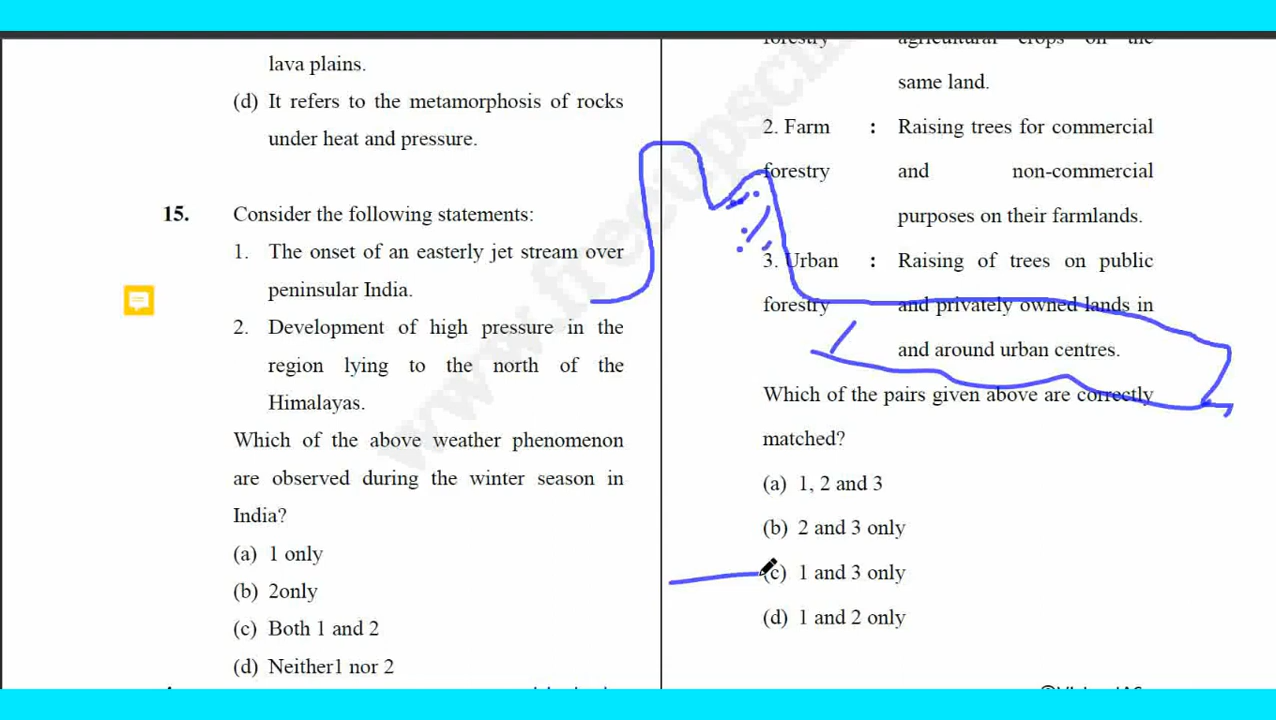 lava plains.
(d) It refers to the metamorphosis of rocks
under heat and pressure.
15. Consider the following statements:
1. The onset of an easterly jet stream over
peninsular India.
2. Development of high pressure in the
region lying to the north of the
Himalayas.
Which of the above weather phenomenon
are observed during the winter season in
India?
(a) 1 only
(b) 2only
(c) Both 1 and 2
(d) Neither1 nor 2
forestry agricultural crops on the
same land.
2. Farm : Raising trees for commercial
forestry and non-commercial
purposes on their farmlands.
3. Urban : Raising of trees on public
forestry and privately owned lands in
and around urban centres.
Which of the pairs given above are correctly
matched?
(a) 1, 2 and 3
(b) 2 and 3 only
(c) 1 and 3 only
(d) 1 and 2 only